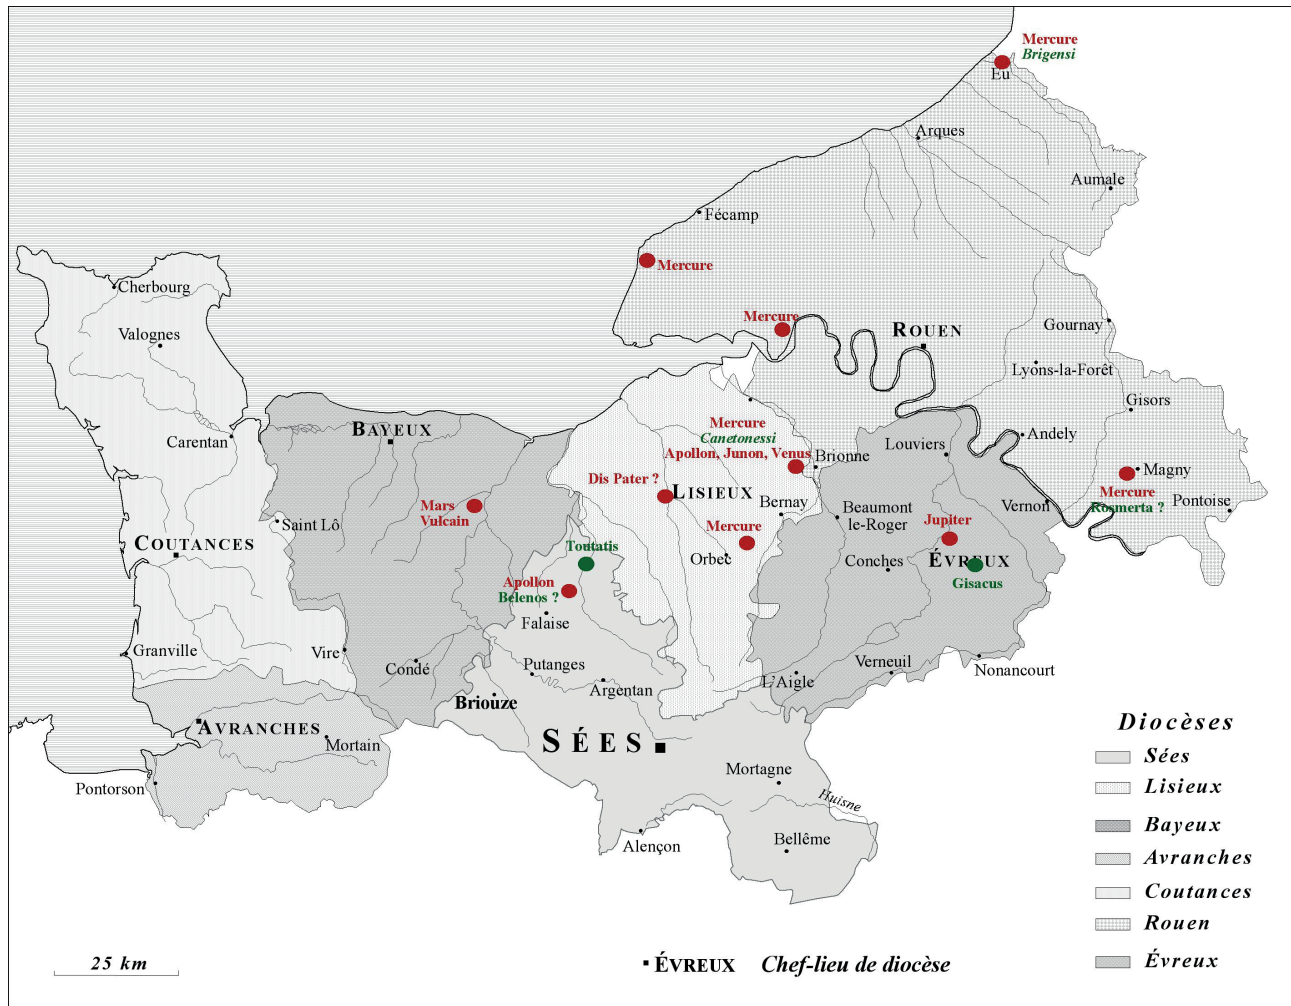 Mercure
Brigensi
Eu
Arques
Aumale
Fécamp
Mercure
Cherbourg
Valognes
Mercure
ROUEN
Gournay
Lyons-la-Forêt
Gisors
Carentan
BAYEUX
Mercure
Canetonessi
Apollon, Junon, Venus
Brionne
Louviers
Andely
Magny
Mercure
Rosmerta ?
Pontoise
Dis Pater ?
LISIEUX
Bernay
Vernon
Mars
Vulcain
Saint Lô
Beaumont
le-Roger
Jupiter
Mercure
COUTANCES
Toutatis
Orbec
Conches
ÉVREUX
Gisacus
Apollon
Belenos ?
Falaise
Granville
Vire
Condé
Putanges
Argentan
L'Aigle
Verneuil
Nonancourt
Briouze
AVRANCHES
Mortain
SÉES
Pontorson
Mortagne
Huisne
Alençon
Bellême
Diocèses
Sées
Lisieux
Bayeux
Avranches
Coutances
Rouen
Évreux
25 km
ÉVREUX Chef-lieu de diocèse